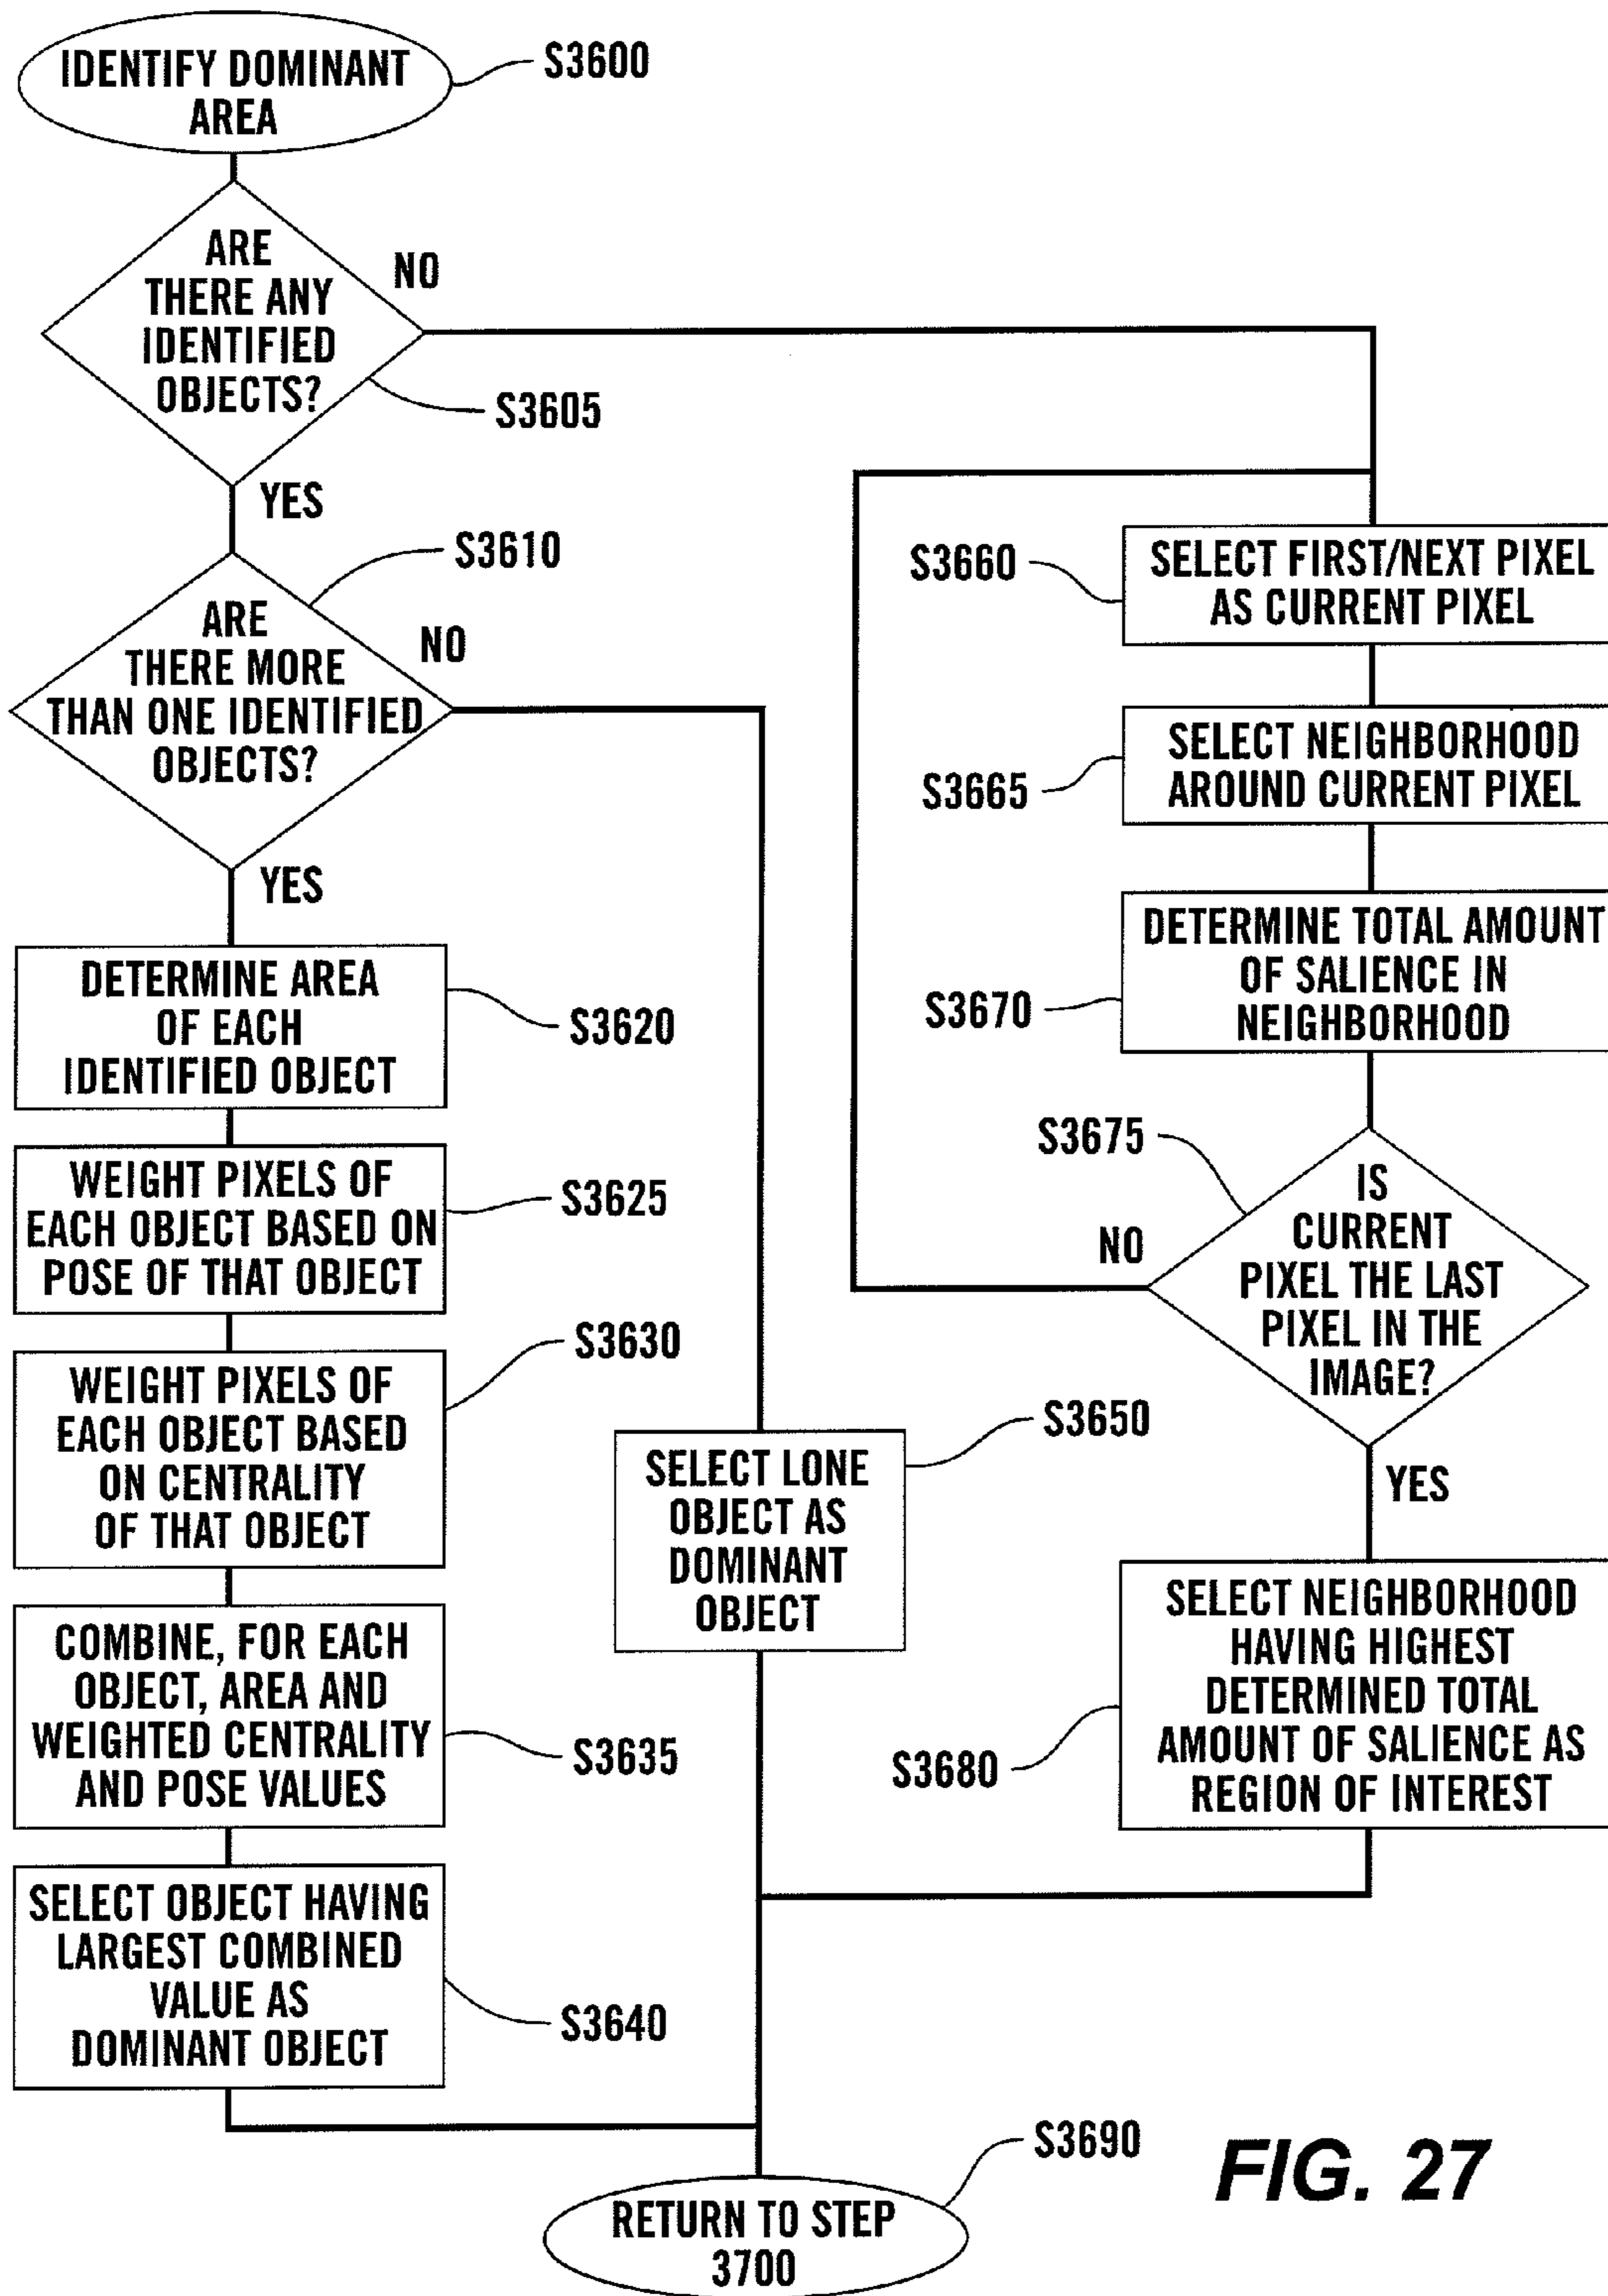 IDENTIFY DOMINANT
AREA
S3600
ARE
THERE ANY
IDENTIFIED
OBJECTS?
NO
S3605
YES
S3610
ARE
THERE MORE
THAN ONE IDENTIFIED
OBJECTS?
NO
YES
DETERMINE AREA
OF EACH
IDENTIFIED OBJECT
S3620
WEIGHT PIXELS OF
EACH OBJECT BASED ON
POSE OF THAT OBJECT
S3625
WEIGHT PIXELS OF
EACH OBJECT BASED
ON CENTRALITY
OF THAT OBJECT
S3630
COMBINE, FOR EACH
OBJECT, AREA AND
WEIGHTED CENTRALITY
AND POSE VALUES
S3635
SELECT OBJECT HAVING
LARGEST COMBINED
VALUE AS
DOMINANT OBJECT
S3640
SELECT LONE
OBJECT AS
DOMINANT
OBJECT
S3650
S3660
SELECT FIRST/NEXT PIXEL
AS CURRENT PIXEL
S3665
SELECT NEIGHBORHOOD
AROUND CURRENT PIXEL
S3670
DETERMINE TOTAL AMOUNT
OF SALIENCE IN
NEIGHBORHOOD
S3675
IS
CURRENT
PIXEL THE LAST
PIXEL IN THE
IMAGE?
NO
YES
S3680
SELECT NEIGHBORHOOD
HAVING HIGHEST
DETERMINED TOTAL
AMOUNT OF SALIENCE AS
REGION OF INTEREST
S3690
RETURN TO STEP
3700
FIG. 27